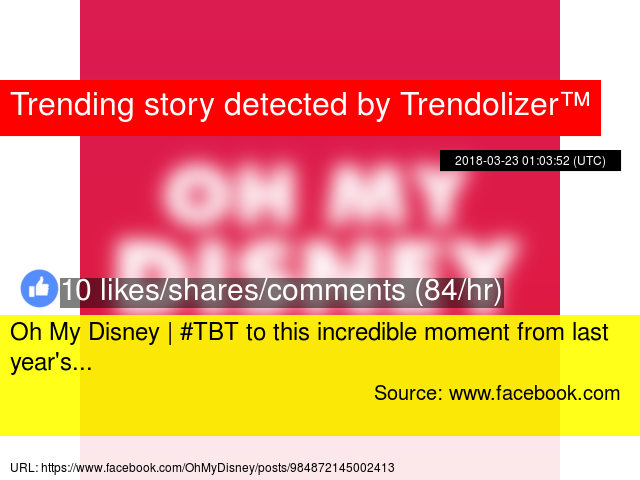 Trending story detected by Trendolizer™
2018-03-23 01:03:52 (UTC)
OH MY
DISNEY
10 likes/shares/comments (84/hr)
Oh My Disney | #TBT to this incredible moment from last
year's...
Source: www.facebook.com
URL: https://www.facebook.com/OhMyDisney/posts/984872145002413